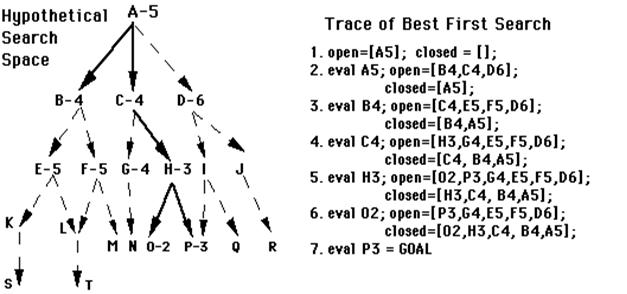 Hypothetical
Search
Space
A-5
B-4 C-4 D-6
E-5 F-5 G-4 H-3 I J
K L M N O-2 P-3 Q R
S T
Trace of Best First Search
1. open=[A5]; closed = [];
2. eval A5; open=[B4,C4,D6];
closed=[A5];
3. eval B4; open=[C4,E5,F5,D6];
closed=[B4,A5];
4. eval C4; open=[H3,G4,E5,F5,D6];
closed=[C4, B4,A5];
5. eval H3; open=[O2,P3,G4,E5,F5,D6];
closed=[H3,C4, B4,A5];
6. eval O2; open=[P3,G4,E5,F5,D6];
closed=[O2,H3,C4, B4,A5];
7. eval P3 = GOAL